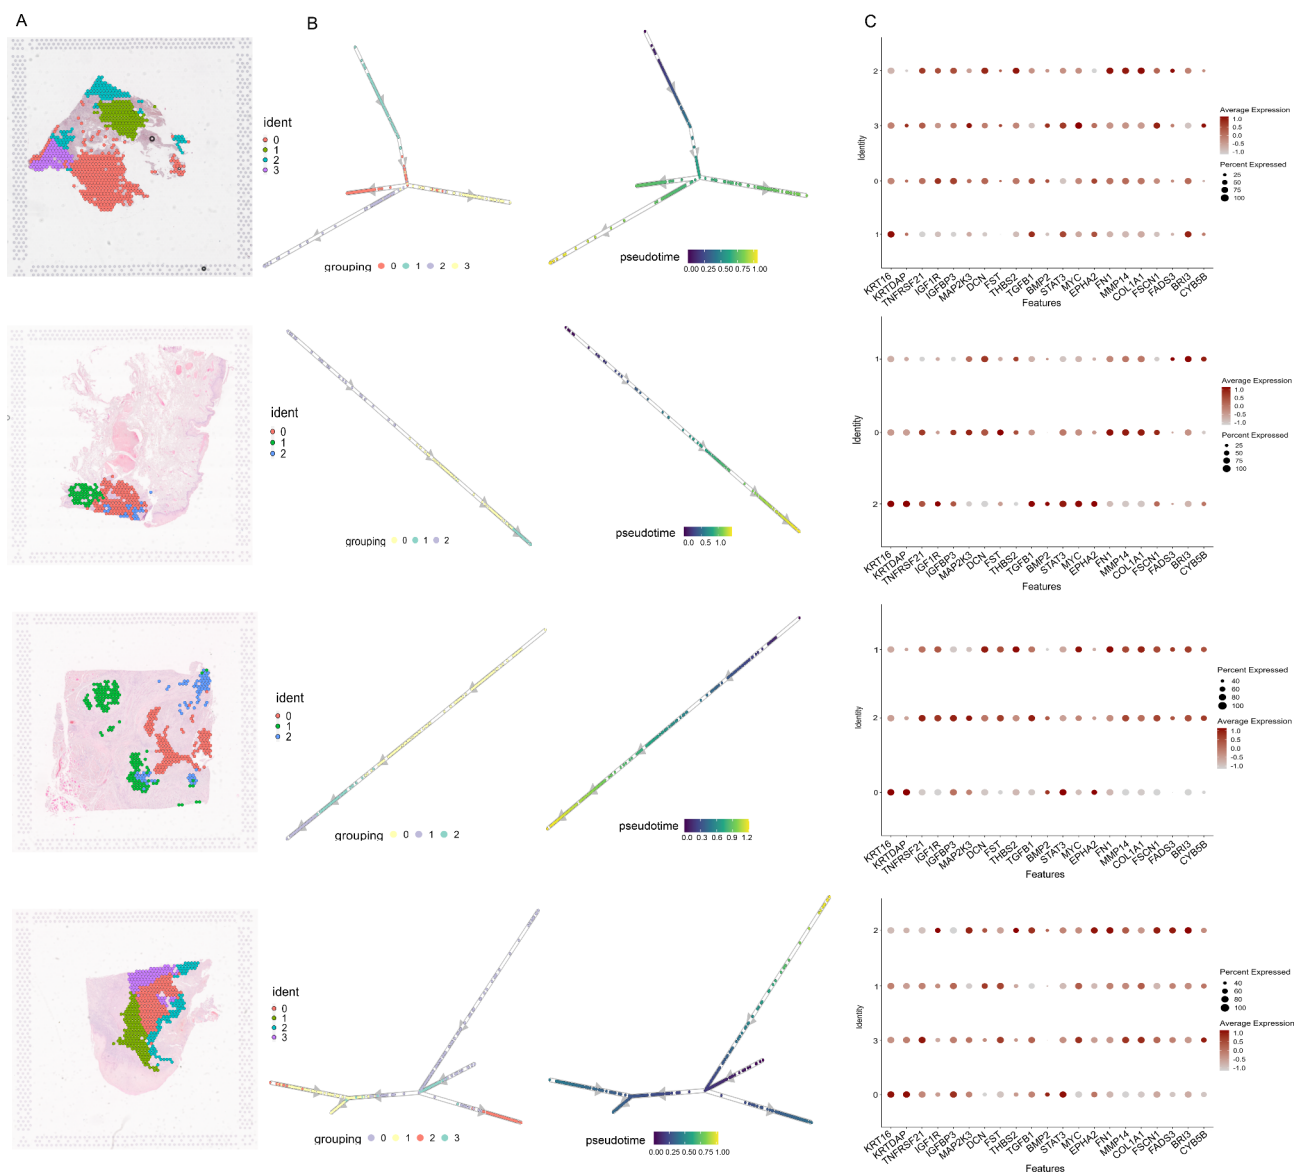 A
B
C
ident
0
1
2
3
grouping 0 1 2 3
pseudotime
0.00 0.25 0.50 0.75 1.00
Identity
2
3
0
1
KRT16 KRTDAP TNFRSF21 IGF1R IGFBP3 MAP2K3 DCN FST THBS2 TGFB1 BMP2 STAT3 MYC EPHA2 FN1 MMP14 COL1A1 FSCN1 FADS3 BRI3 CYB5B
Features
Average Expression
1.0
0.5
0.0
-0.5
-1.0
Percent Expressed
25
50
75
100
ident
0
1
2
grouping 0 1 2
pseudotime
0.0 0.5 1.0
Identity
1
0
2
KRT16 KRTDAP TNFRSF21 IGF1R IGFBP3 MAP2K3 DCN FST THBS2 TGFB1 BMP2 STAT3 MYC EPHA2 FN1 MMP14 COL1A1 FSCN1 FADS3 BRI3 CYB5B
Features
Average Expression
1.0
0.5
0.0
-0.5
-1.0
Percent Expressed
25
50
75
100
ident
0
1
2
grouping 0 1 2
pseudotime
0.0 0.3 0.6 0.9 1.2
Identity
1
2
0
KRT16 KRTDAP TNFRSF21 IGF1R IGFBP3 MAP2K3 DCN FST THBS2 TGFB1 BMP2 STAT3 MYC EPHA2 FN1 MMP14 COL1A1 FSCN1 FADS3 BRI3 CYB5B
Features
Percent Expressed
40
60
80
100
Average Expression
1.0
0.5
0.0
-0.5
-1.0
ident
0
1
2
3
grouping 0 1 2 3
pseudotime
0.00 0.25 0.50 0.75 1.00
Identity
2
1
3
0
KRT16 KRTDAP TNFRSF21 IGF1R IGFBP3 MAP2K3 DCN FST THBS2 TGFB1 BMP2 STAT3 MYC EPHA2 FN1 MMP14 COL1A1 FSCN1 FADS3 BRI3 CYB5B
Features
Percent Expressed
40
60
80
100
Average Expression
1.0
0.5
0.0
-0.5
-1.0